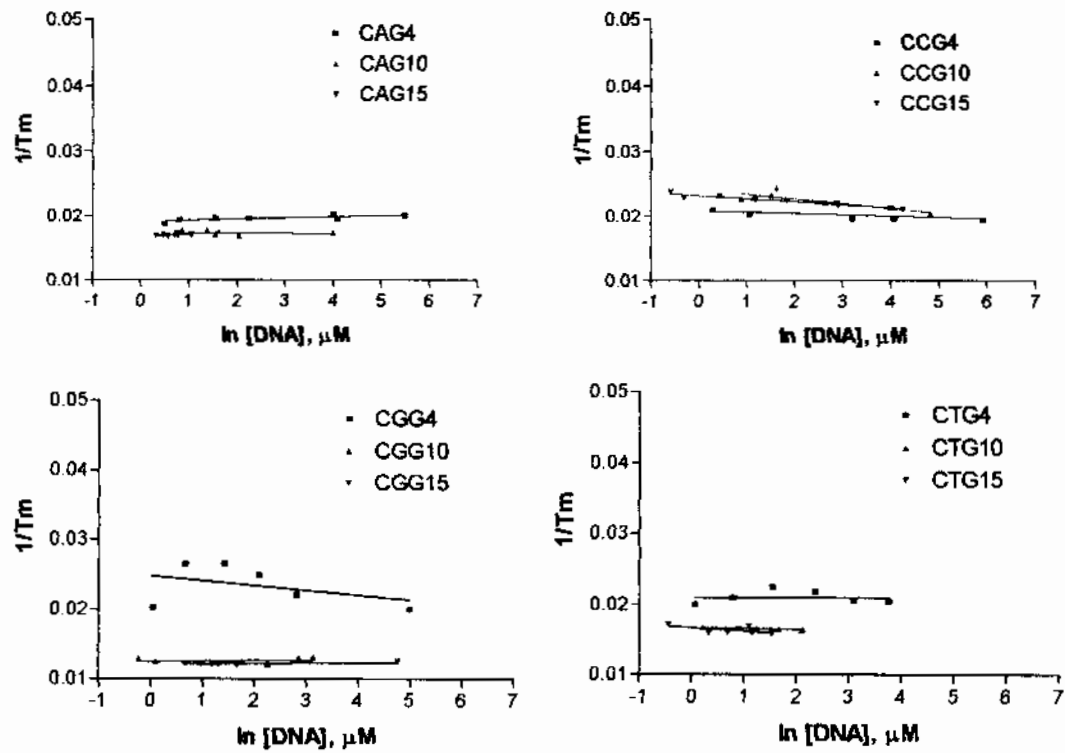 0.05
0.04
0.03
0.02
0.01
1/Tm
CAG4
CAG10
CAG15
-1 0 1 2 3 4 5 6 7
ln [DNA], μM
0.05
0.04
0.03
0.02
0.01
1/Tm
CCG4
CCG10
CCG15
-1 0 1 2 3 4 5 6 7
ln [DNA], μM
0.05
0.04
0.03
0.02
0.01
1/Tm
CGG4
CGG10
CGG15
-1 0 1 2 3 4 5 6 7
ln [DNA], μM
0.05
0.04
0.03
0.02
0.01
1/Tm
CTG4
CTG10
CTG15
-1 0 1 2 3 4 5 6 7
ln [DNA], μM